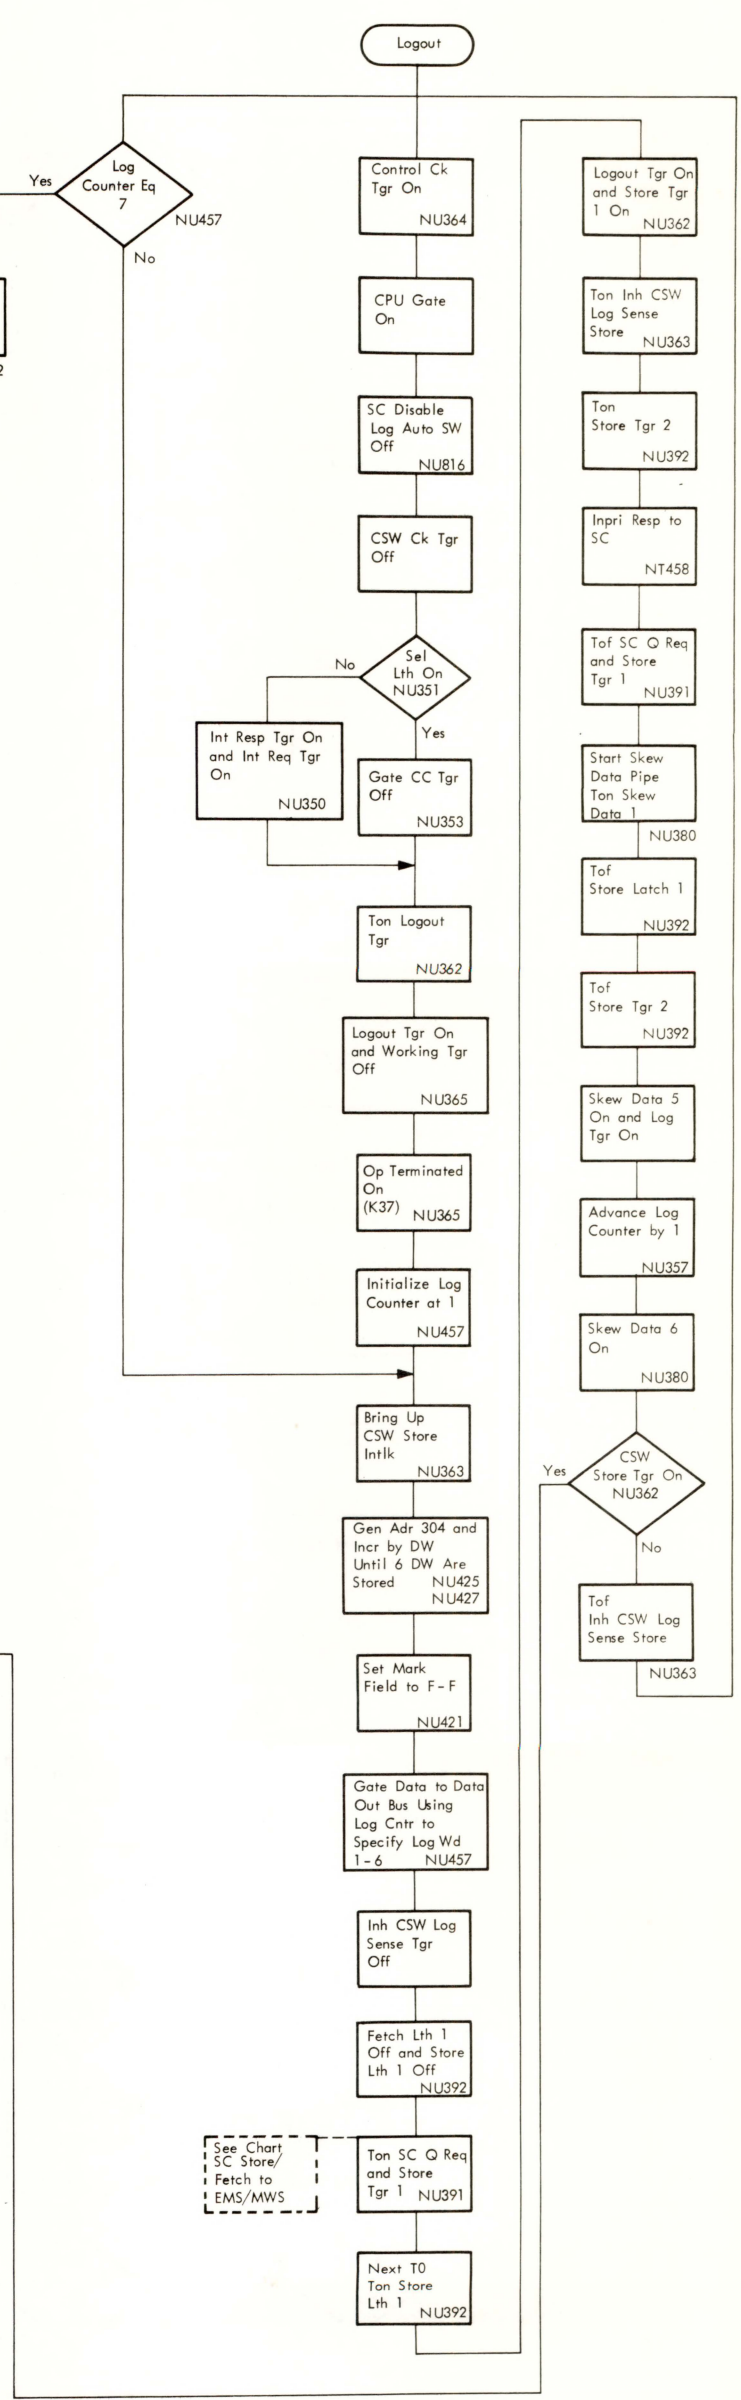 Logout
Yes
Log
Counter Eq
7
NU457
No
2
Control Ck
Tgr On
NU364
CPU Gate
On
SC Disable
Log Auto SW
Off
NU816
CSW Ck Tgr
Off
Sel
Lth On
NU351
No
Yes
Int Resp Tgr On
and Int Req Tgr
On
NU350
Gate CC Tgr
Off
NU353
Ton Logout
Tgr
NU362
Logout Tgr On
and Working Tgr
Off
NU365
Op Terminated
On
(K37) NU365
Initialize Log
Counter at 1
NU457
Bring Up
CSW Store
Intlk
NU363
Gen Adr 304 and
Incr by DW
Until 6 DW Are
Stored NU425
NU427
Set Mark
Field to F-F
NU421
Gate Data to Data
Out Bus Using
Log Cntr to
Specify Log Wd
1-6 NU457
Inh CSW Log
Sense Tgr
Off
Fetch Lth 1
Off and Store
Lth 1 Off
NU392
See Chart
SC Store/
Fetch to
EMS/MWS
Ton SC Q Req
and Store
Tgr 1 NU391
Next T0
Ton Store
Lth 1
NU392
Logout Tgr On
and Store Tgr
1 On
NU362
Ton Inh CSW
Log Sense
Store
NU363
Ton
Store Tgr 2
NU392
Inpri Resp to
SC
NT458
Tof SC Q Req
and Store
Tgr 1
NU391
Start Skew
Data Pipe
Ton Skew
Data 1
NU380
Tof
Store Latch 1
NU392
Tof
Store Tgr 2
NU392
Skew Data 5
On and Log
Tgr On
Advance Log
Counter by 1
NU357
Skew Data 6
On
NU380
CSW
Store Tgr On
NU362
Yes
No
Tof
Inh CSW Log
Sense Store
NU363